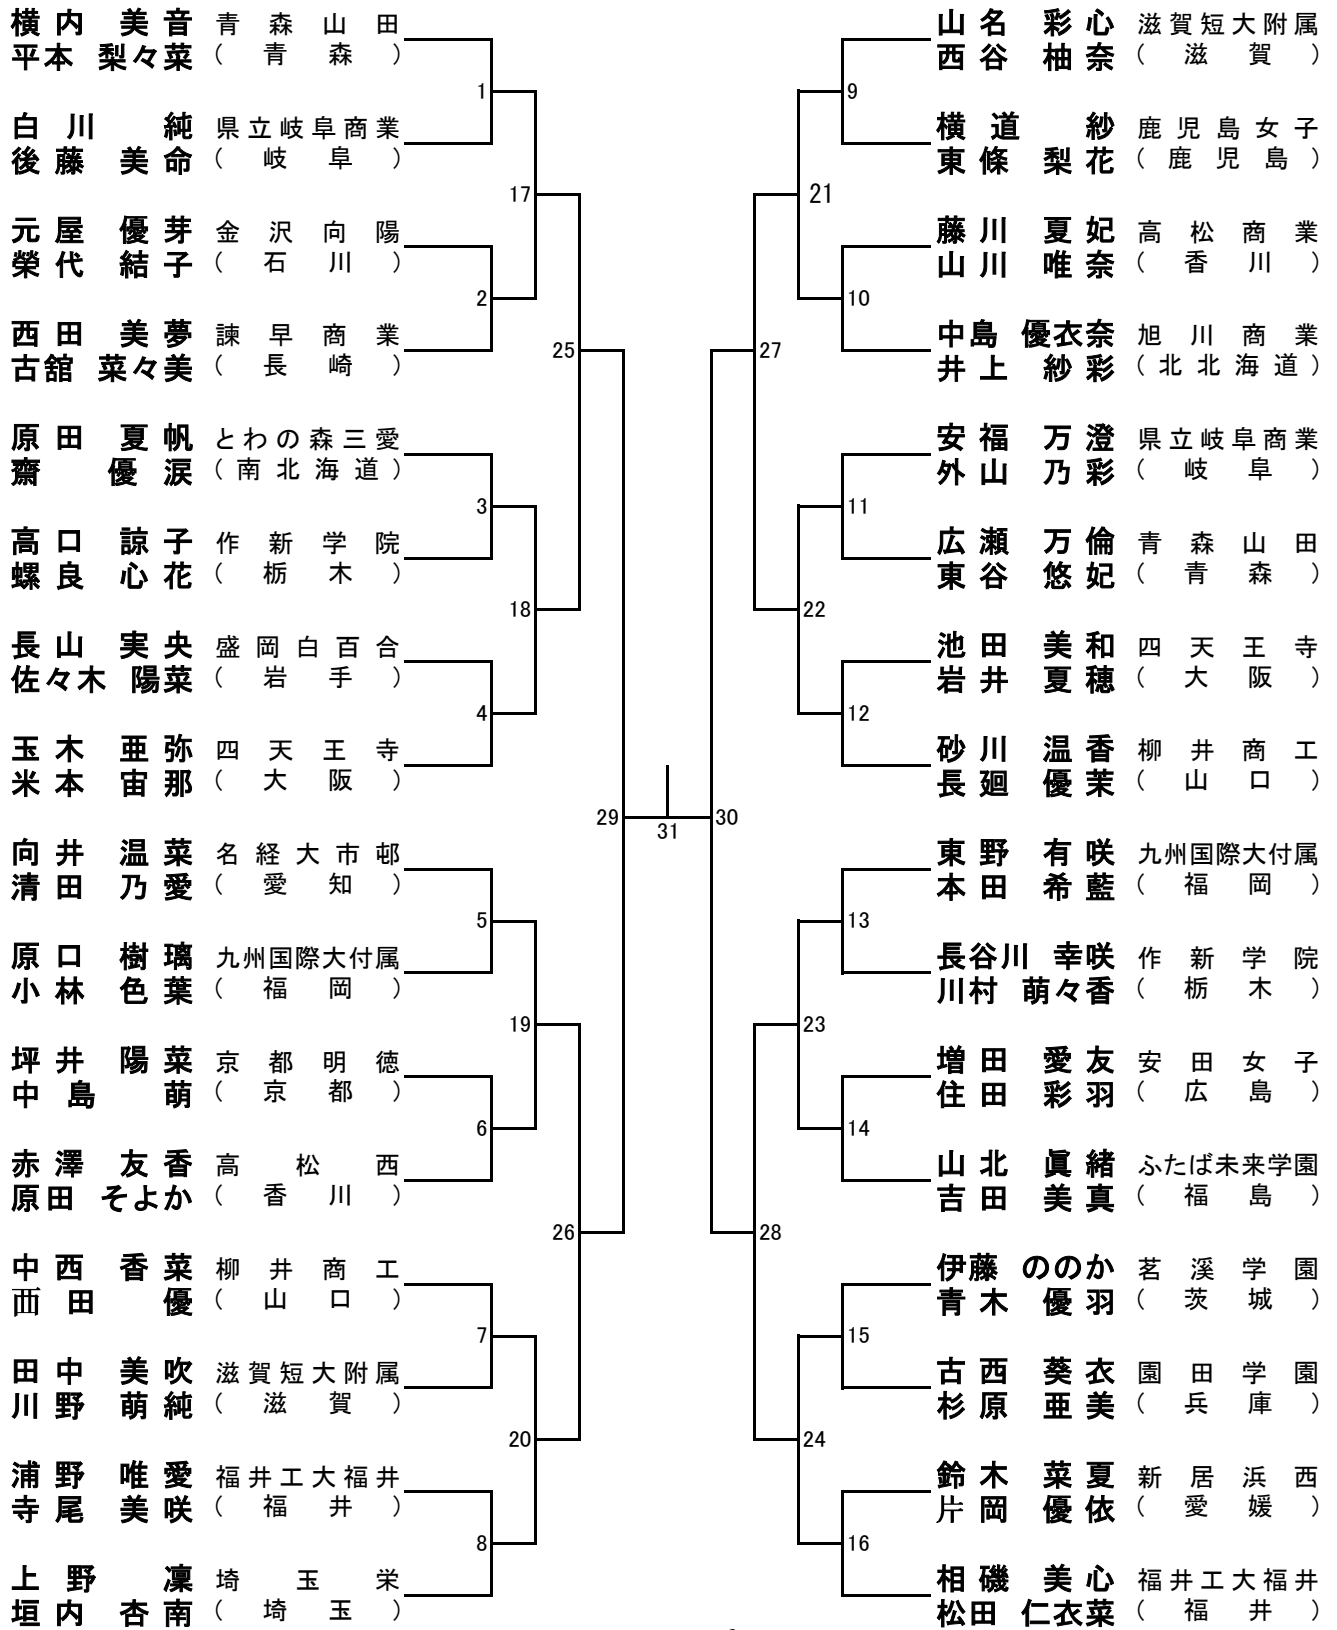 横内 美音 青森山田
平本 梨々菜 (青森)
1
白川 純 県立岐阜商業
後藤 美命 (岐阜)
17
元屋 優芽 金沢向陽
榮代 結子 (石川)
2
西田 美夢 諫早商業
古舘 菜々美 (長崎)
25
原田 夏帆 とわの森三愛
齋 優涙 (南北海道)
3
高口 諒子 作新学院
螺良 心花 (栃木)
18
長山 実央 盛岡白百合
佐々木 陽菜 (岩手)
4
玉木 亜弥 四天王寺
米本 宙那 (大阪)
29
31
30
向井 温菜 名経大市邨
清田 乃愛 (愛知)
5
原口 樹璃 九州国際大付属
小林 色葉 (福岡)
19
坪井 陽菜 京都明徳
中島 萌 (京都)
6
赤澤 友香 高松西
原田 そよか (香川)
26
中西 香菜 柳井商工
襾田 優 (山口)
7
田中 美吹 滋賀短大附属
川野 萌純 (滋賀)
20
浦野 唯愛 福井工大福井
寺尾 美咲 (福井)
8
上野 凜 埼玉栄
垣内 杏南 (埼玉)
山名 彩心 滋賀短大附属
西谷 柚奈 (滋賀)
9
横道 紗 鹿児島女子
東條 梨花 (鹿児島)
21
藤川 夏妃 高松商業
山川 唯奈 (香川)
10
中島 優衣奈 旭川商業
井上 紗彩 (北北海道)
27
安福 万澄 県立岐阜商業
外山 乃彩 (岐阜)
11
広瀬 万倫 青森山田
東谷 悠妃 (青森)
22
池田 美和 四天王寺
岩井 夏穂 (大阪)
12
砂川 温香 柳井商工
長廻 優茉 (山口)
東野 有咲 九州国際大付属
本田 希藍 (福岡)
13
長谷川 幸咲 作新学院
川村 萌々香 (栃木)
23
増田 愛友 安田女子
住田 彩羽 (広島)
14
山北 眞緒 ふたば未来学園
吉田 美真 (福島)
28
伊藤 ののか 茗溪学園
青木 優羽 (茨城)
15
古西 葵衣 園田学園
杉原 亜美 (兵庫)
24
鈴木 菜夏 新居浜西
片岡 優依 (愛媛)
16
相磯 美心 福井工大福井
松田 仁衣菜 (福井)